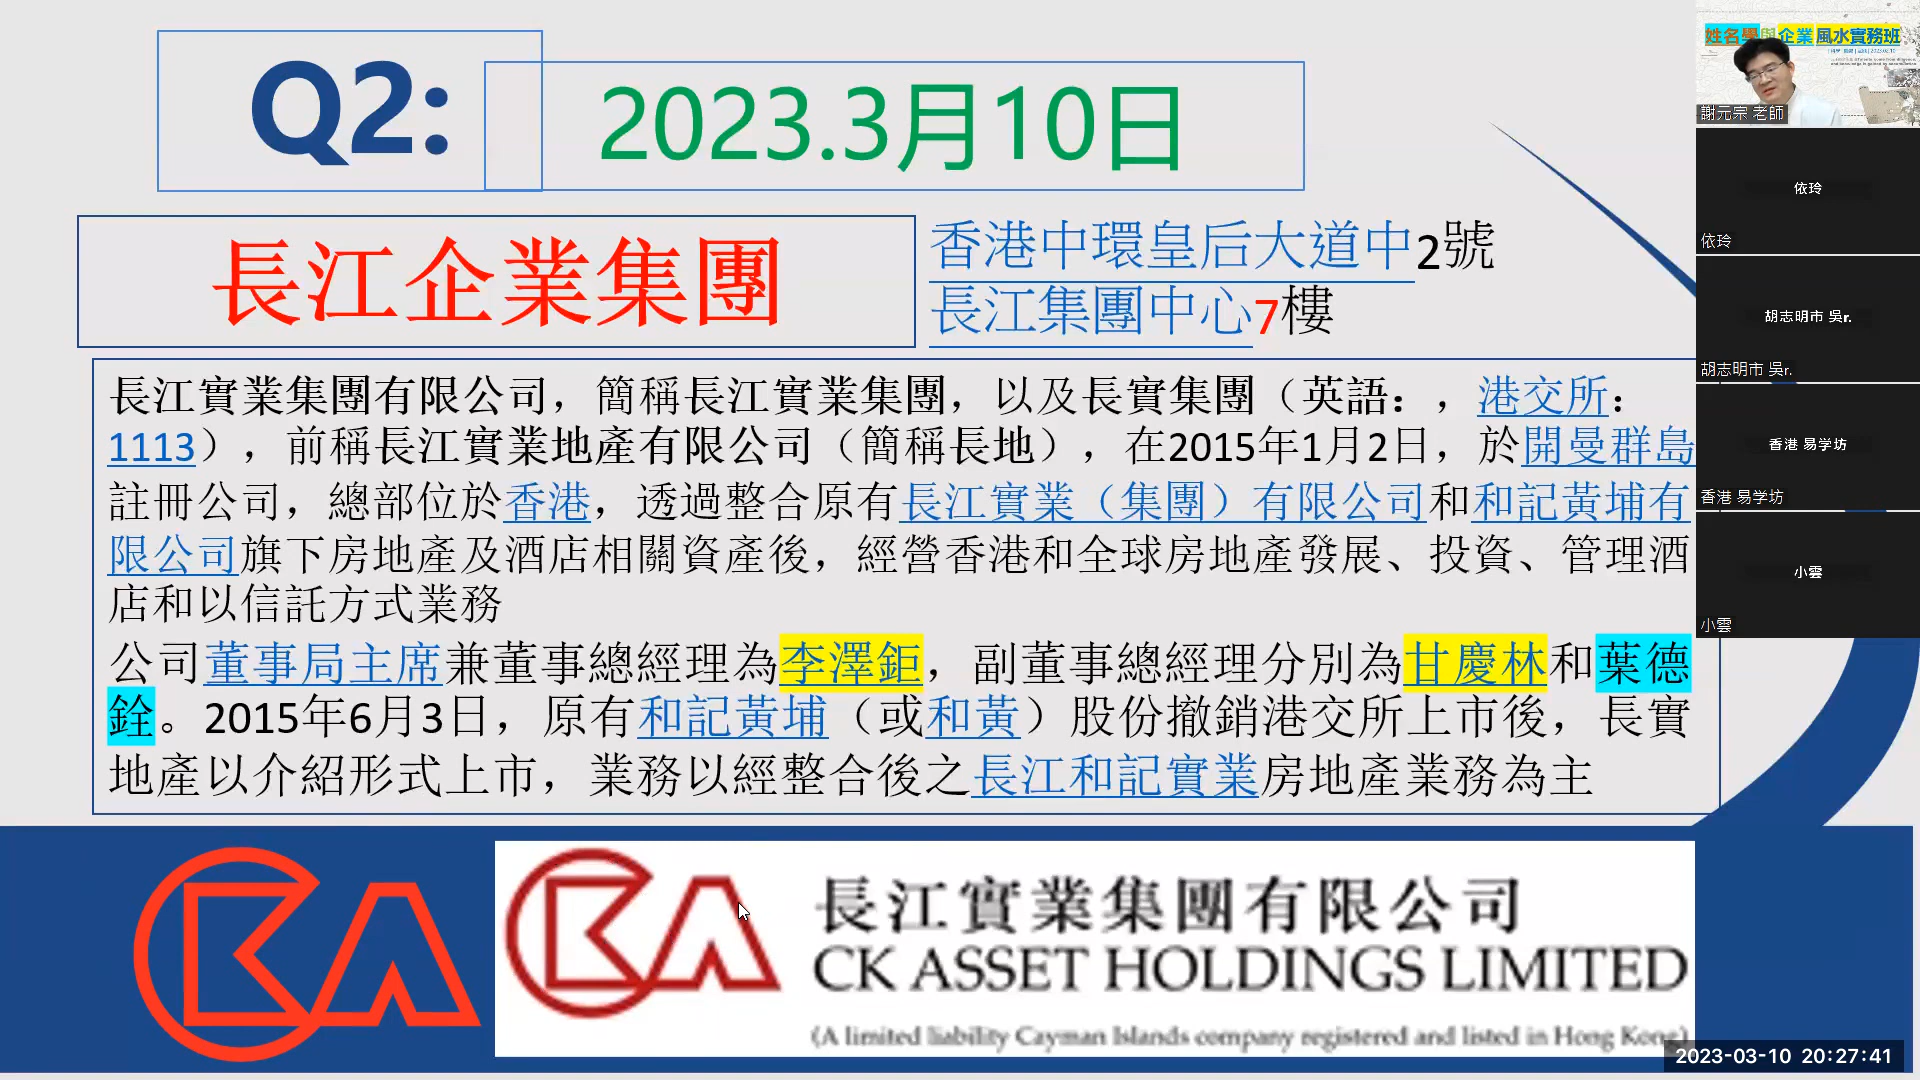 Q2:
2023.3月10日
長江企業集團
香港中環皇后大道中2號
長江集團中心7樓
長江實業集團有限公司，簡稱長江實業集團，以及長實集團（英語：，港交所：
1113），前稱長江實業地產有限公司（簡稱長地），在2015年1月2日，於開曼群島
註冊公司，總部位於香港，透過整合原有長江實業（集團）有限公司和和記黃埔有
限公司旗下房地產及酒店相關資產後，經營香港和全球房地產發展、投資、管理酒
店和以信託方式業務
公司董事局主席兼董事總經理為李澤鉅，副董事總經理分別為甘慶林和葉德
銓。2015年6月3日，原有和記黃埔（或和黃）股份撤銷港交所上市後，長實
地產以介紹形式上市，業務以經整合後之長江和記實業房地產業務為主
長江實業集團有限公司
CK ASSET HOLDINGS LIMITED
(A limited liability Cayman Islands company registered and listed in Hong Kong)
姓名學與企業風水實務班
謝元宗 老師
依玲
依玲
胡志明市 吳r.
胡志明市 吳r.
香港 易学坊
香港 易学坊
小雲
小雲
2023-03-10 20:27:41